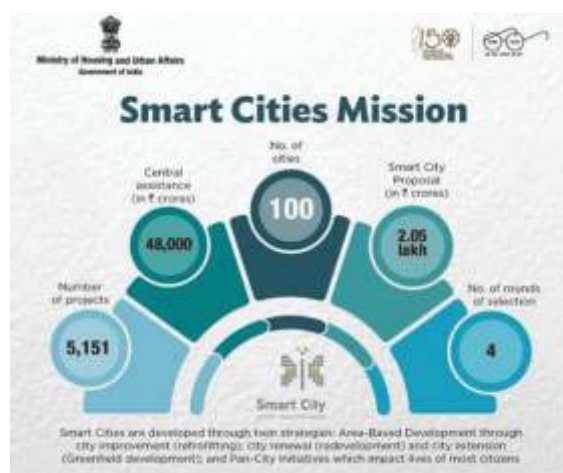 Ministry of Housing and Urban Affairs
Government of India
150
Smart Cities Mission
No. of
cities
100
Central
assistance
(in ₹ crores)
48,000
Smart City
Proposal
(in ₹ crores)
2.05
lakh
Number
of projects
5,151
No. of rounds
of selection
4
Smart City
Smart Cities are developed through twin strategies: Area-Based Development through
city improvement (retrofitting); city renewal (redevelopment) and city extension
(Greenfield development); and Pan-City Initiatives which impact lives of most citizens